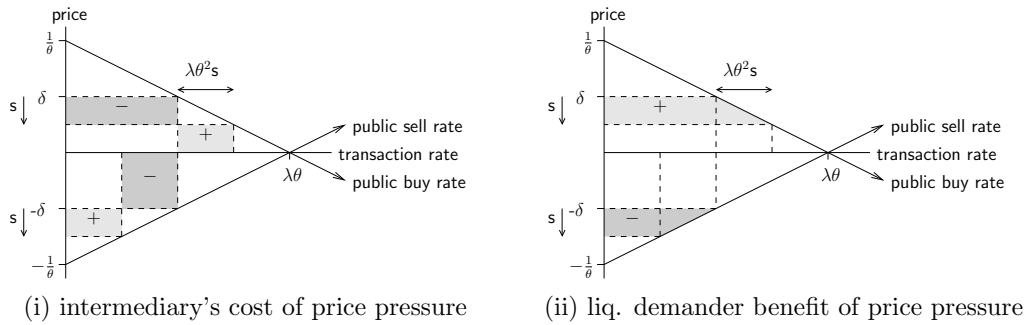 price
1/θ
λθ²s
s
δ
−
+
public sell rate
transaction rate
λθ
−
public buy rate
s
-δ
+
−1/θ
(i) intermediary's cost of price pressure
price
1/θ
λθ²s
s
δ
+
public sell rate
transaction rate
λθ
public buy rate
s
-δ
−
−1/θ
(ii) liq. demander benefit of price pressure